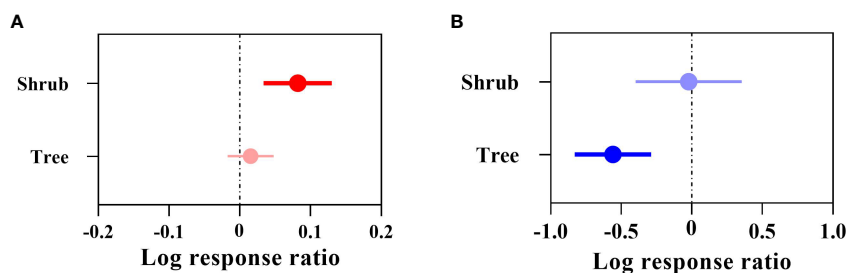 A
Shrub
Tree
-0.2 -0.1 0 0.1 0.2
Log response ratio
B
Shrub
Tree
-1.0 -0.5 0 0.5 1.0
Log response ratio